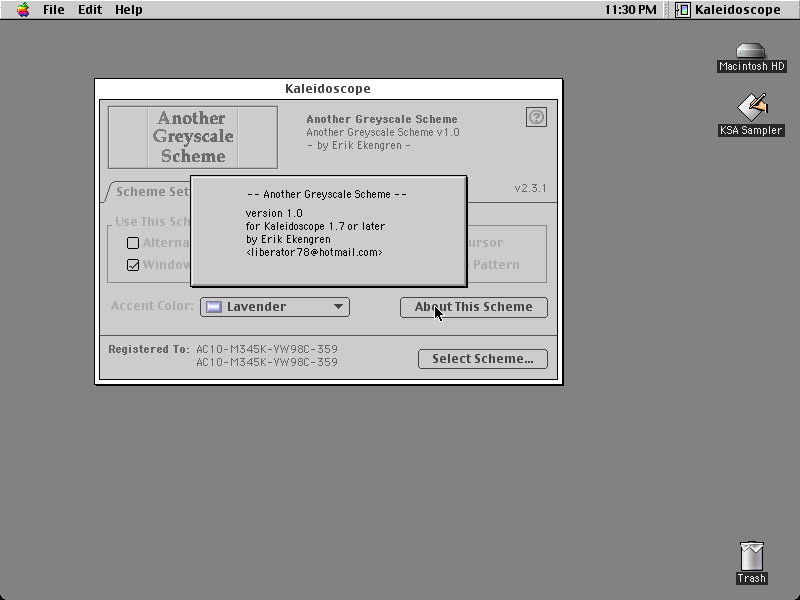 File Edit Help 11:30 PM Kaleidoscope
Macintosh HD
KSA Sampler
Kaleidoscope
Another
Greyscale
Scheme
Another Greyscale Scheme
Another Greyscale Scheme v1.0
- by Erik Ekengren -
?
Scheme Set
v2.3.1
-- Another Greyscale Scheme --
version 1.0
for Kaleidoscope 1.7 or later
by Erik Ekengren
<liberator78@hotmail.com>
Use This Sch
Alterna
ursor
Window
Pattern
Accent Color: Lavender About This Scheme
Registered To: AC10-M345K-VW98C-359
AC10-M345K-VW98C-359
Select Scheme...
Trash